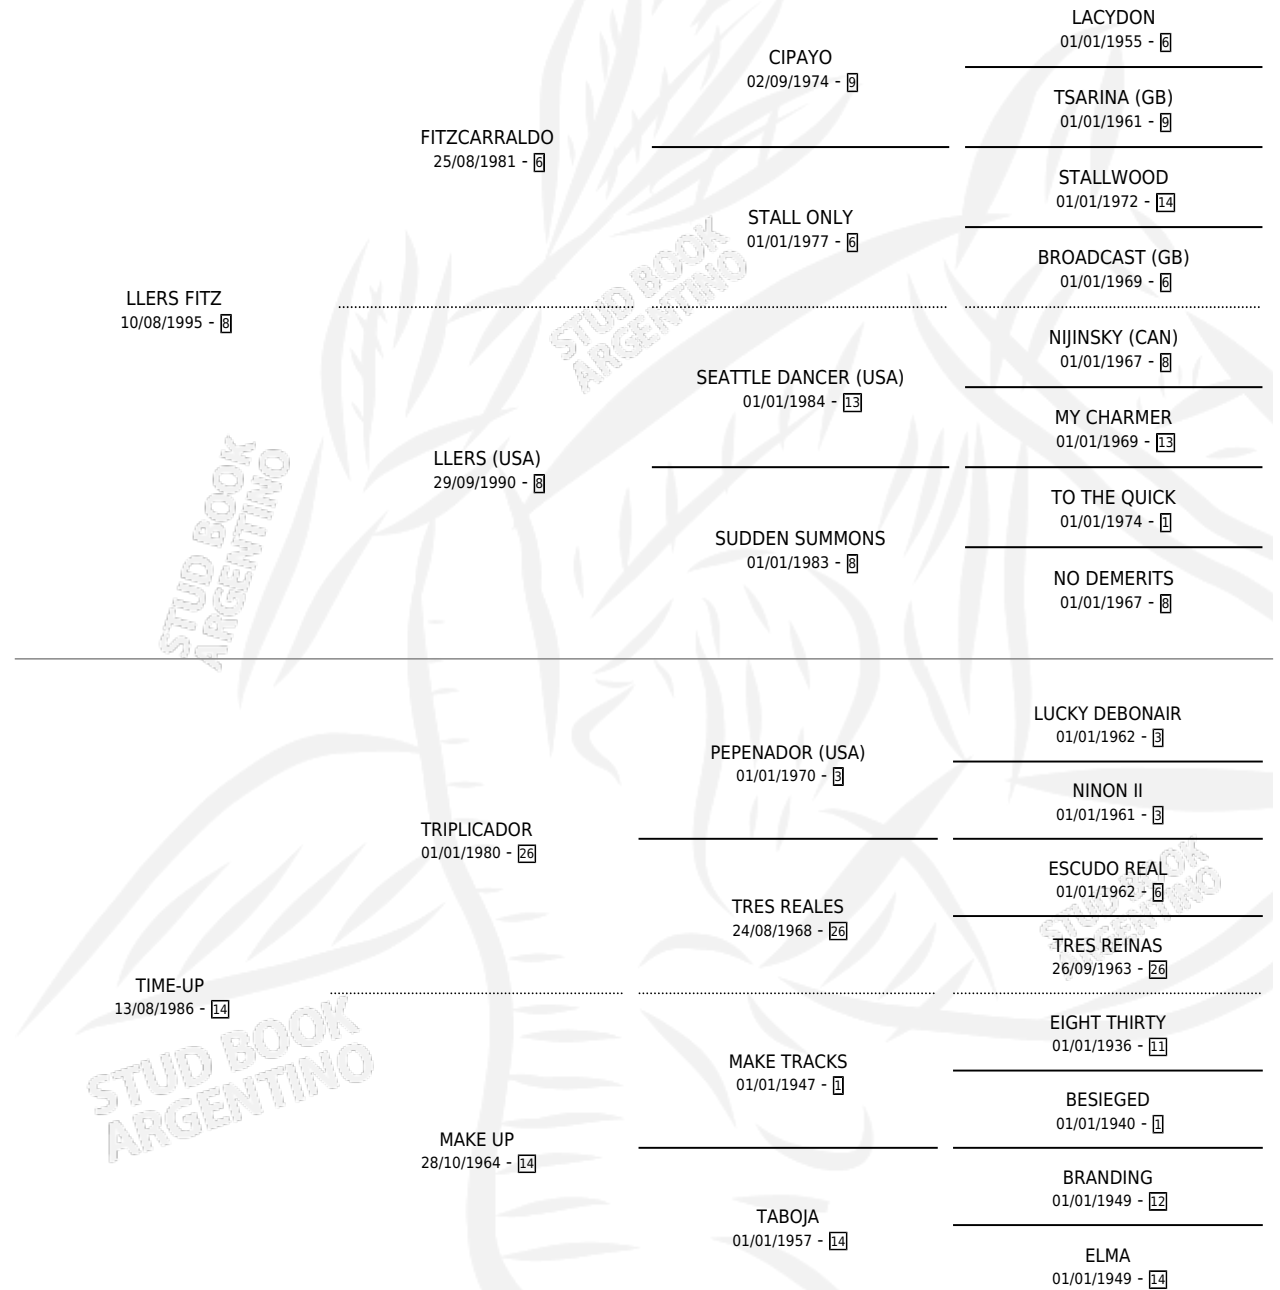 LACYDON
01/01/1955 - 6
CIPAYO
02/09/1974 - 9
TSARINA (GB)
01/01/1961 - 9
FITZCARRALDO
25/08/1981 - 6
STALLWOOD
01/01/1972 - 14
STALL ONLY
01/01/1977 - 6
BROADCAST (GB)
01/01/1969 - 6
LLERS FITZ
10/08/1995 - 8
NIJINSKY (CAN)
01/01/1967 - 8
SEATTLE DANCER (USA)
01/01/1984 - 13
MY CHARMER
01/01/1969 - 13
LLERS (USA)
29/09/1990 - 8
TO THE QUICK
01/01/1974 - 1
SUDDEN SUMMONS
01/01/1983 - 8
NO DEMERITS
01/01/1967 - 8
LUCKY DEBONAIR
01/01/1962 - 3
PEPENADOR (USA)
01/01/1970 - 3
NINON II
01/01/1961 - 3
TRIPLICADOR
01/01/1980 - 26
ESCUDO REAL
01/01/1962 - 6
TRES REALES
24/08/1968 - 26
TRES REINAS
26/09/1963 - 26
TIME-UP
13/08/1986 - 14
EIGHT THIRTY
01/01/1936 - 11
MAKE TRACKS
01/01/1947 - 1
BESIEGED
01/01/1940 - 1
MAKE UP
28/10/1964 - 14
BRANDING
01/01/1949 - 12
TABOJA
01/01/1957 - 14
ELMA
01/01/1949 - 14
STUD BOOK
ARGENTINO
STUD BOOK
ARGENTINO
STUD BOOK
ARGENTINO
STUD BOOK
ARGENTINO